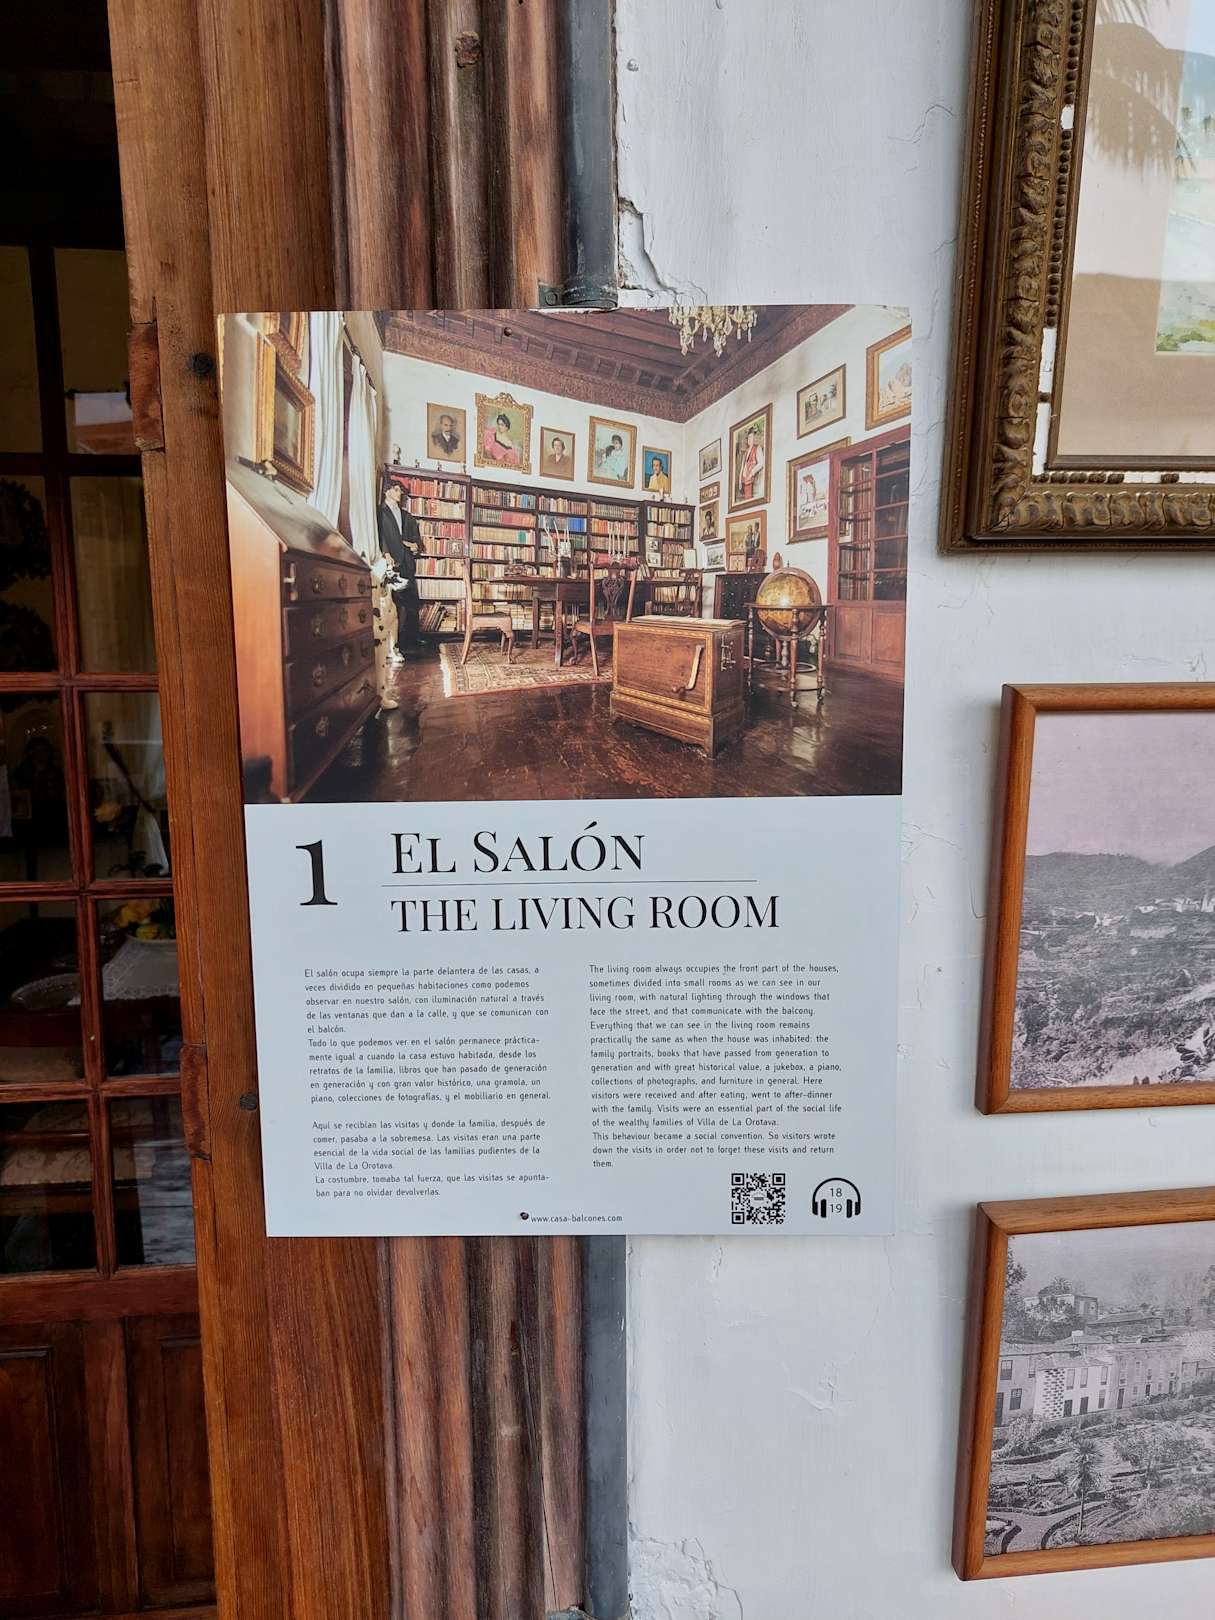 1
EL SALÓN
THE LIVING ROOM
El salón ocupa siempre la parte delantera de las casas, a
veces dividido en pequeñas habitaciones como podemos
observar en nuestro salón, con iluminación natural a través
de las ventanas que dan a la calle, y que se comunican con
el balcón.
Todo lo que podemos ver en el salón permanece práctica-
mente igual a cuando la casa estuvo habitada, desde los
retratos de la familia, libros que han pasado de generación
en generación y con gran valor histórico, una gramola, un
piano, colecciones de fotografías, y el mobiliario en general.
Aquí se recibían las visitas y donde la familia, después de
comer, pasaba a la sobremesa. Las visitas eran una parte
esencial de la vida social de las familias pudientes de la
Villa de La Orotava.
La costumbre, tomaba tal fuerza, que las visitas se apunta-
ban para no olvidar devolverlas.
The living room always occupies the front part of the houses,
sometimes divided into small rooms as we can see in our
living room, with natural lighting through the windows that
face the street, and that communicate with the balcony.
Everything that we can see in the living room remains
practically the same as when the house was inhabited: the
family portraits, books that have passed from generation to
generation and with great historical value, a jukebox, a piano,
collections of photographs, and furniture in general. Here
visitors were received and after eating, went to after-dinner
with the family. Visits were an essential part of the social life
of the wealthy families of Villa de La Orotava.
This behaviour became a social convention. So visitors wrote
down the visits in order not to forget these visits and return
them.
www.casa-balcones.com
18
19